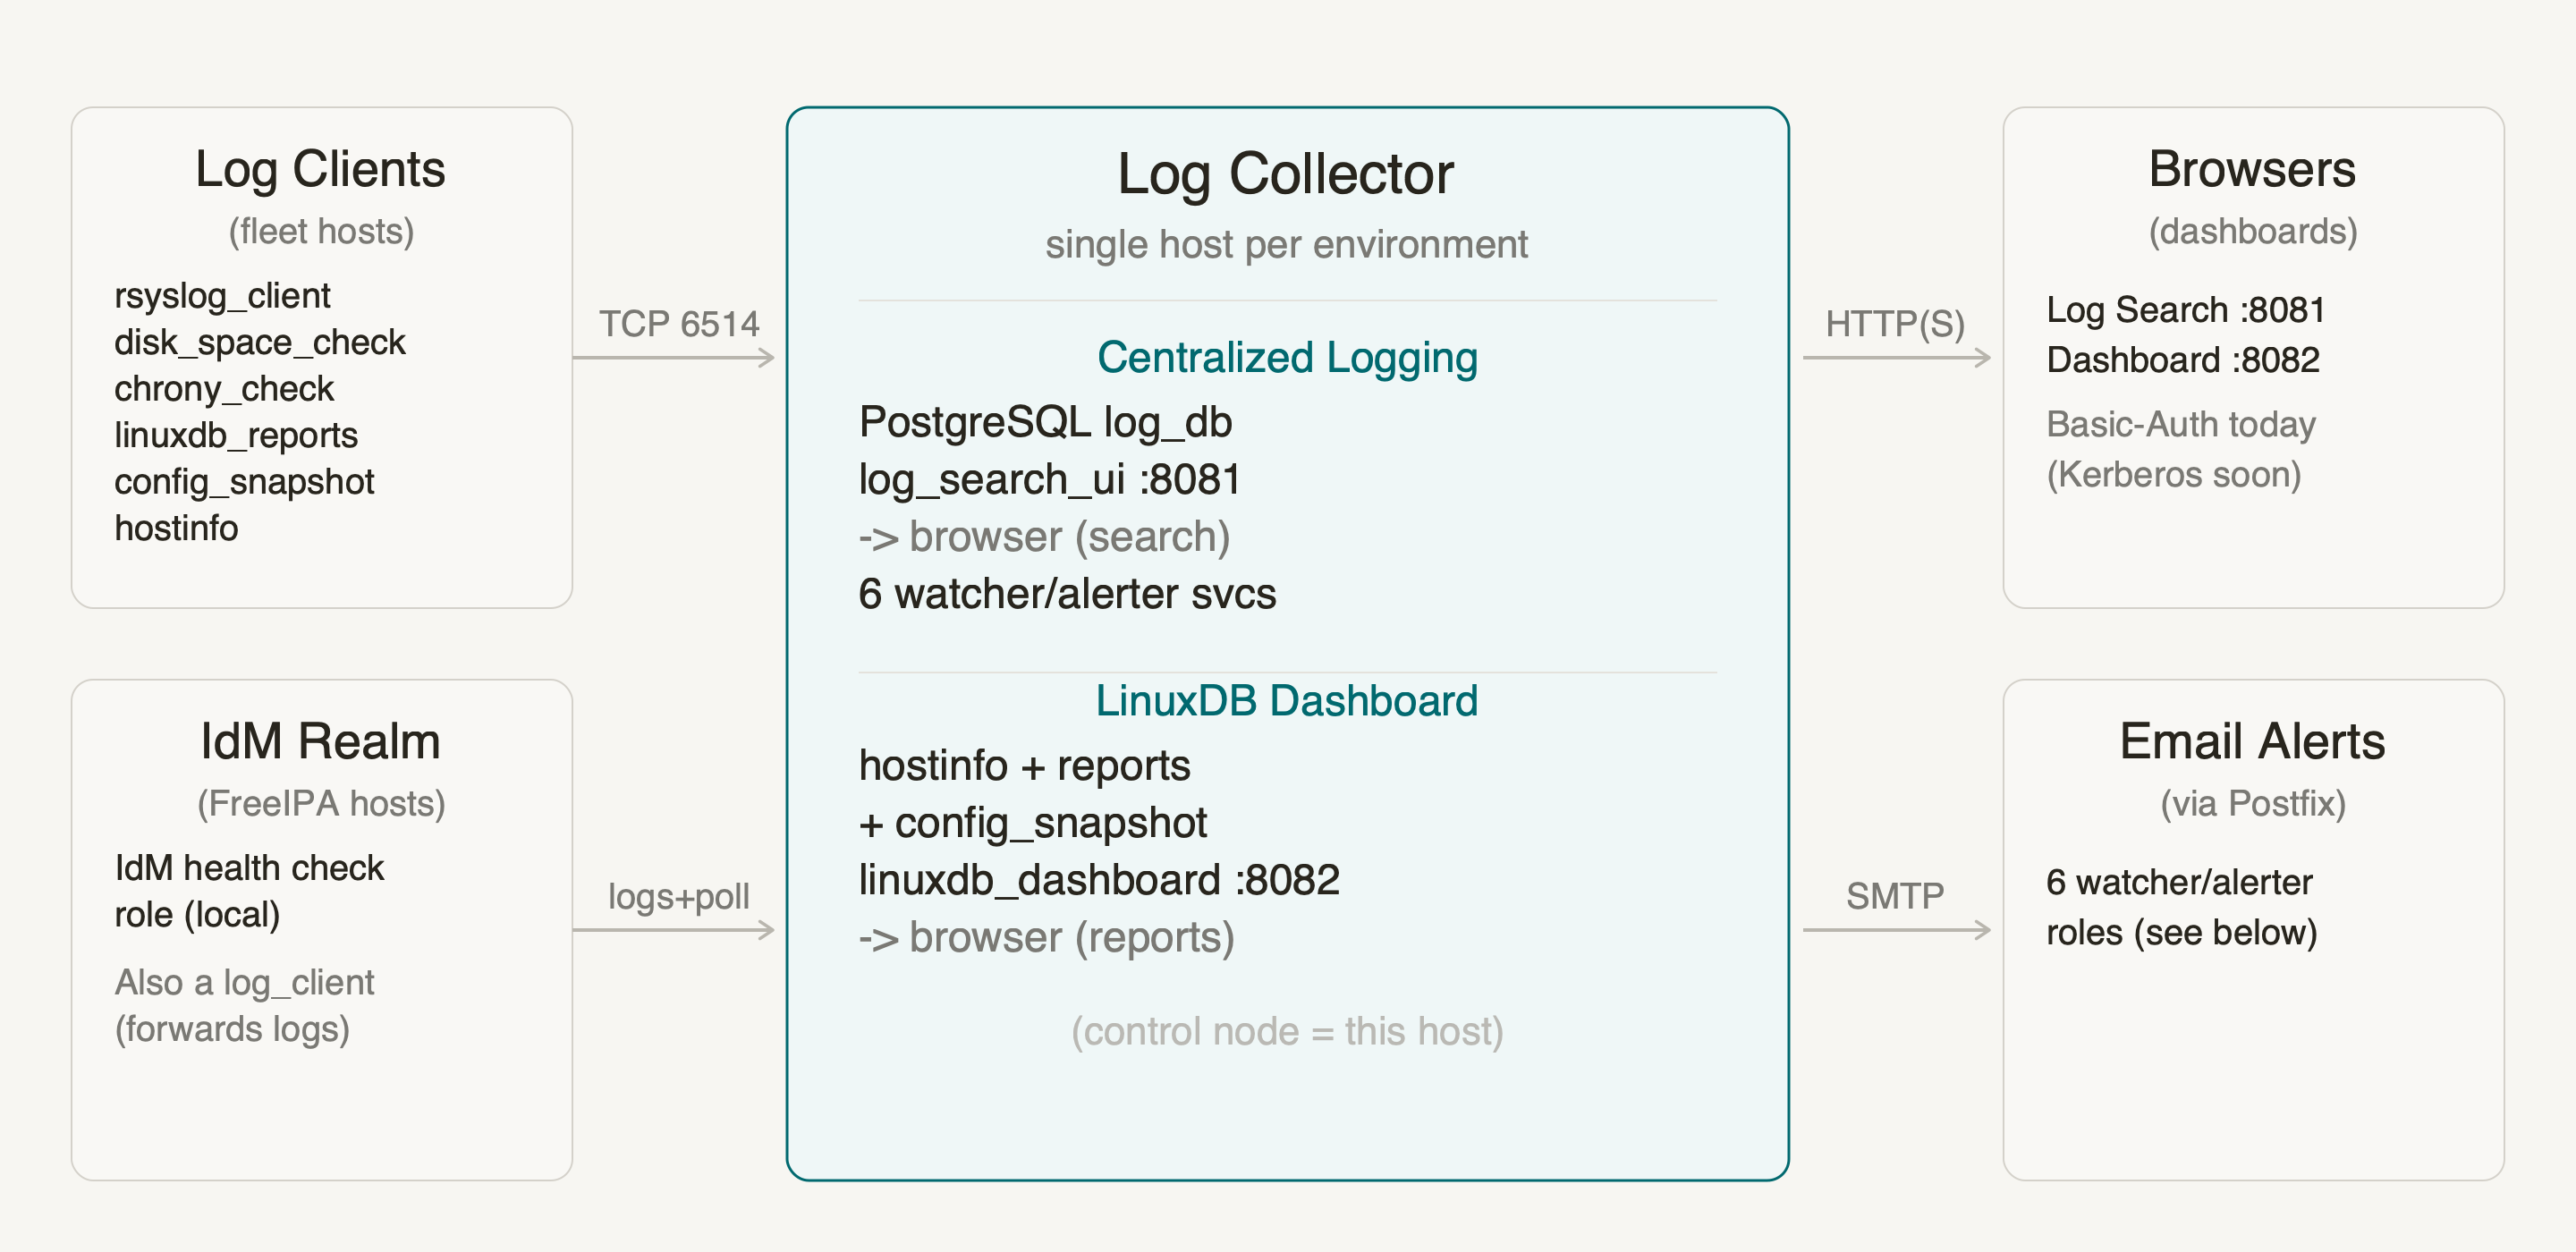 Log Clients
(fleet hosts)
rsyslog_client
disk_space_check
chrony_check
linuxdb_reports
config_snapshot
hostinfo
TCP 6514
IdM Realm
(FreeIPA hosts)
IdM health check
role (local)
Also a log_client
(forwards logs)
logs+poll
Log Collector
single host per environment
Centralized Logging
PostgreSQL log_db
log_search_ui :8081
-> browser (search)
6 watcher/alerter svcs
LinuxDB Dashboard
hostinfo + reports
+ config_snapshot
linuxdb_dashboard :8082
-> browser (reports)
(control node = this host)
HTTP(S)
Browsers
(dashboards)
Log Search :8081
Dashboard :8082
Basic-Auth today
(Kerberos soon)
SMTP
Email Alerts
(via Postfix)
6 watcher/alerter
roles (see below)